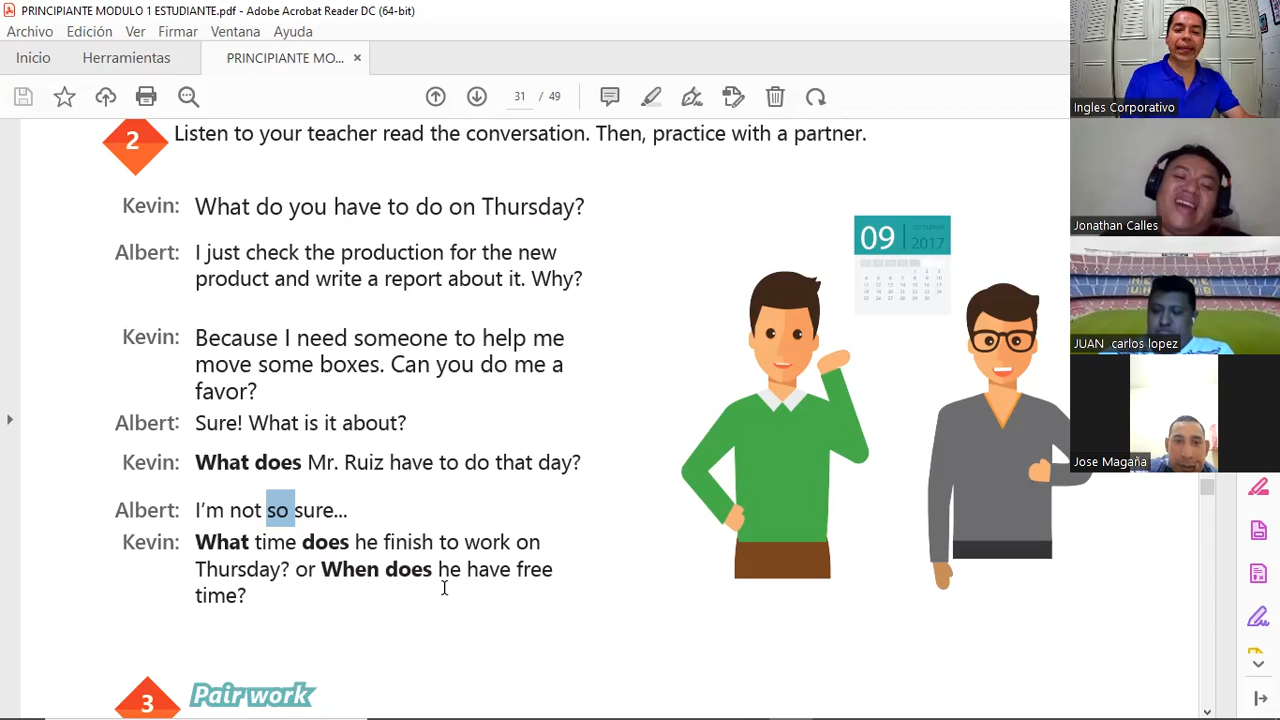 PRINCIPIANTE MODULO 1 ESTUDIANTE.pdf - Adobe Acrobat Reader DC (64-bit)
Archivo Edición Ver Firmar Ventana Ayuda
Inicio Herramientas PRINCIPIANTE MO... ×
31 / 49
2 Listen to your teacher read the conversation. Then, practice with a partner.
Kevin: What do you have to do on Thursday?
Albert: I just check the production for the new
product and write a report about it. Why?
Kevin: Because I need someone to help me
move some boxes. Can you do me a
favor?
Albert: Sure! What is it about?
Kevin: What does Mr. Ruiz have to do that day?
Albert: I'm not so sure...
Kevin: What time does he finish to work on
Thursday? or When does he have free
time?
3 Pair work
09 SEPTEMBER
2017
Ingles Corporativo
Jonathan Calles
JUAN carlos lopez
Jose Magaña